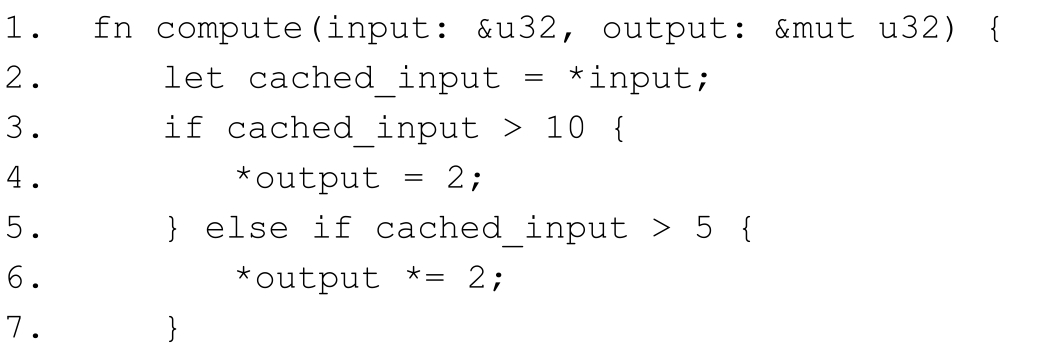 1. fn compute(input: &u32, output: &mut u32) {
2. let cached_input = *input;
3. if cached_input > 10 {
4. *output = 2;
5. } else if cached_input > 5 {
6. *output *= 2;
7. }